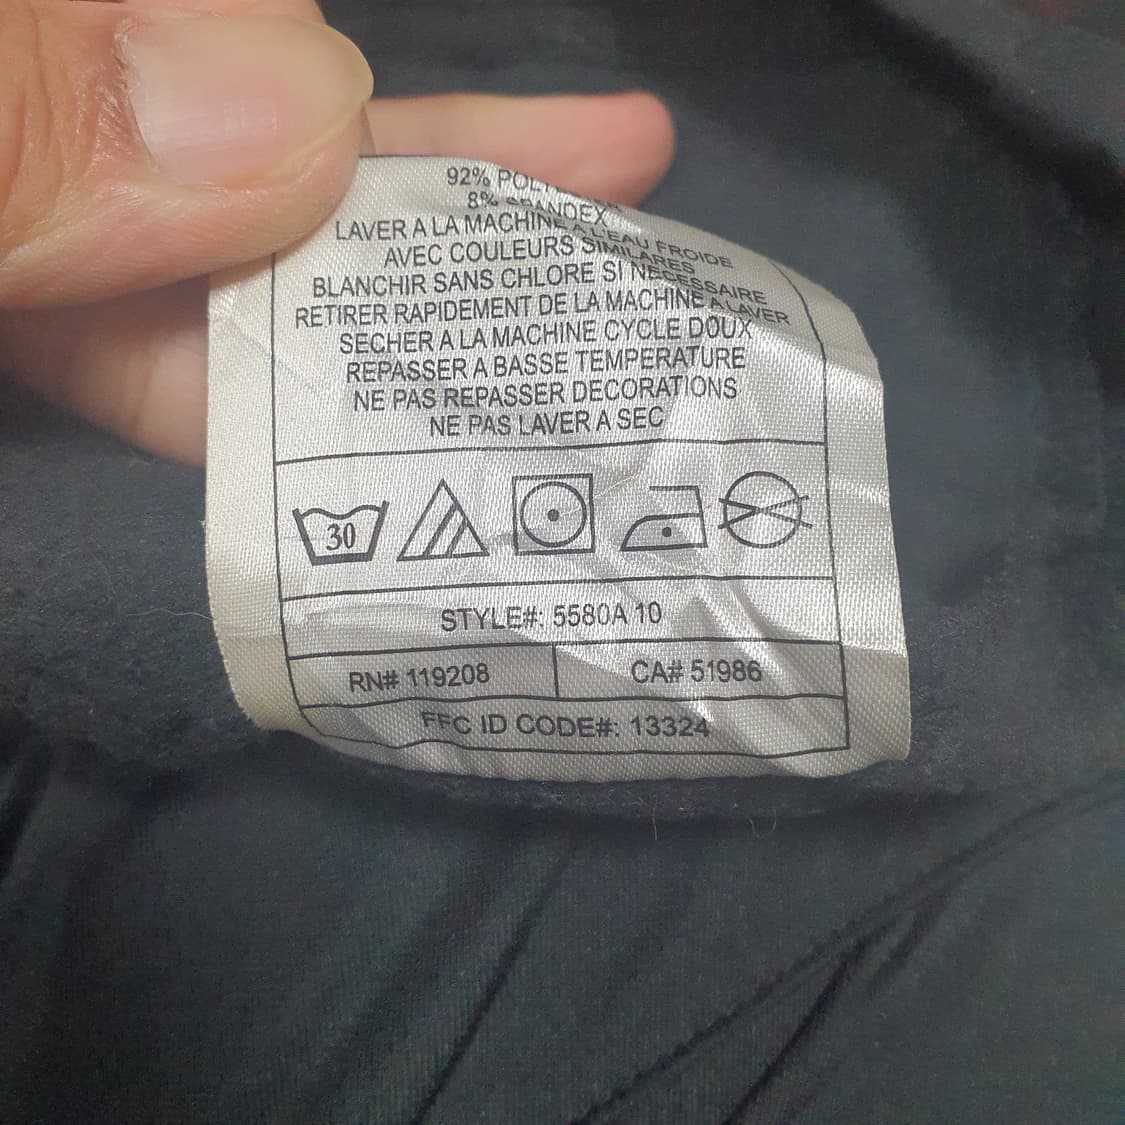 92% POLYESTER
8% SPANDEX
LAVER A LA MACHINE A L'EAU FROIDE
AVEC COULEURS SIMILARES
BLANCHIR SANS CHLORE SI NECESSAIRE
RETIRER RAPIDEMENT DE LA MACHINE A LAVER
SECHER A LA MACHINE CYCLE DOUX
REPASSER A BASSE TEMPERATURE
NE PAS REPASSER DECORATIONS
NE PAS LAVER A SEC
30
STYLE#: 5580A 10
RN# 119208 CA# 51986
FFC ID CODE#: 13324